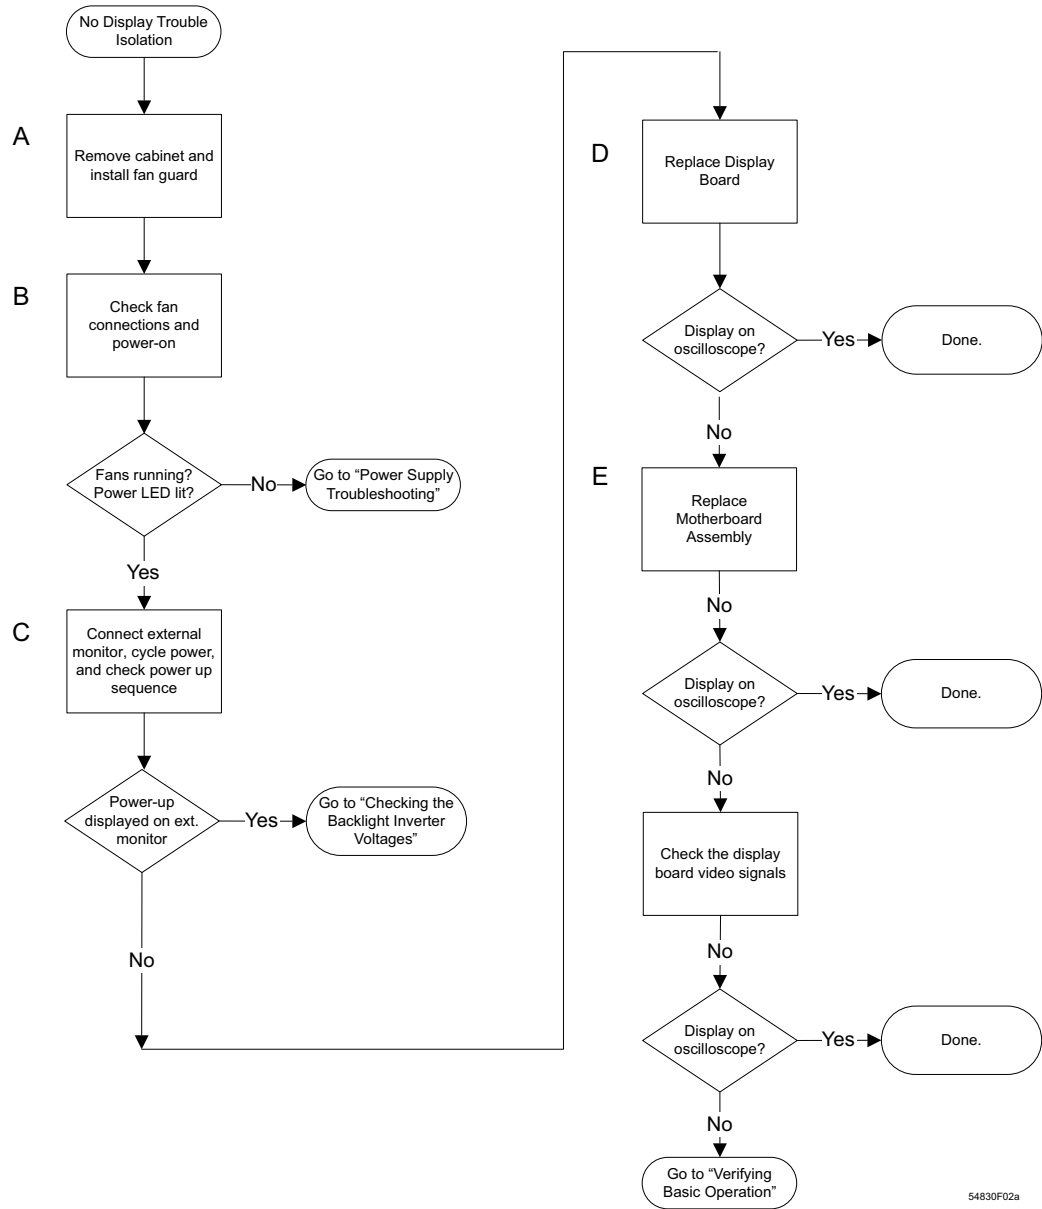 No Display Trouble
Isolation
A
Remove cabinet and
install fan guard
B
Check fan
connections and
power-on
Fans running?
Power LED lit?
No
Go to “Power Supply
Troubleshooting”
Yes
C
Connect external
monitor, cycle power,
and check power up
sequence
Power-up
displayed on ext.
monitor
Yes
Go to “Checking the
Backlight Inverter
Voltages”
No
D
Replace Display
Board
Display on
oscilloscope?
Yes
Done.
No
E
Replace
Motherboard
Assembly
No
Display on
oscilloscope?
Yes
Done.
No
Check the display
board video signals
No
Display on
oscilloscope?
Yes
Done.
No
Go to “Verifying
Basic Operation”
54830F02a